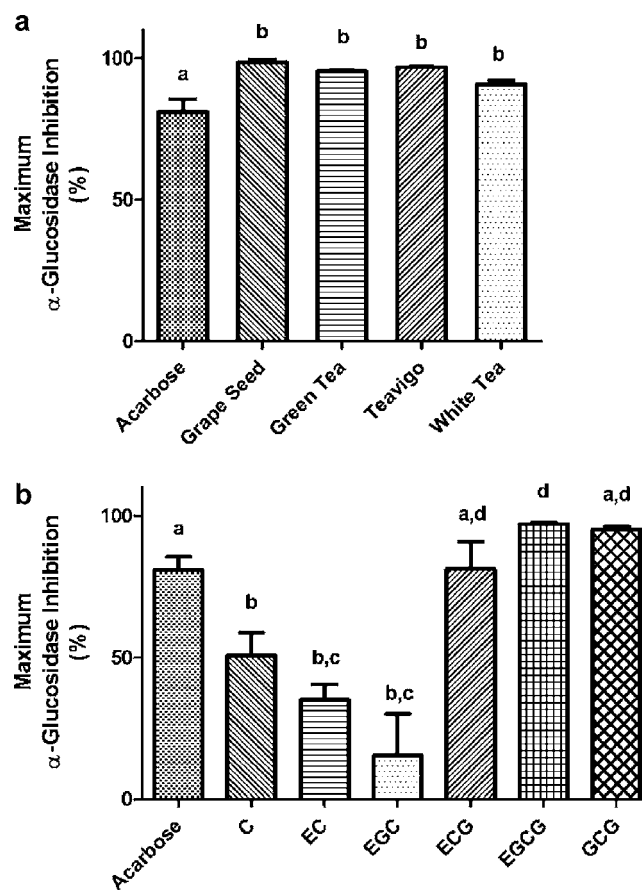 a
Maximum
α-Glucosidase Inhibition
(%)
100
50
0
a
b
b
b
b
Acarbose
Grape Seed
Green Tea
Teavigo
White Tea
b
Maximum
α-Glucosidase Inhibition
(%)
100
50
0
a
b
b,c
b,c
a,d
d
a,d
Acarbose
C
EC
EGC
ECG
EGCG
GCG